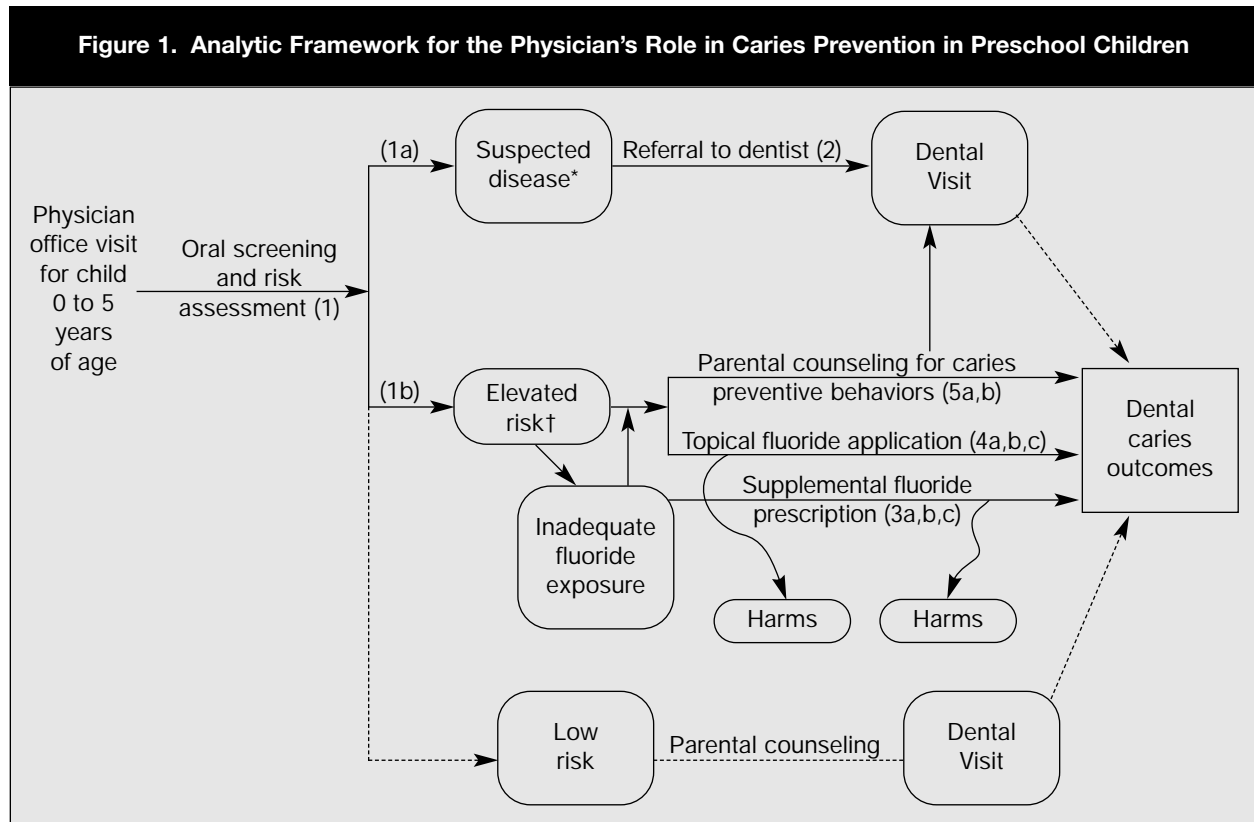 Figure 1. Analytic Framework for the Physician's Role in Caries Prevention in Preschool Children
Physician
office visit
for child
0 to 5
years
of age
Oral screening
and risk
assessment (1)
(1a)
Suspected
disease*
Referral to dentist (2)
Dental
Visit
(1b)
Elevated
risk†
Parental counseling for caries
preventive behaviors (5a,b)
Topical fluoride application (4a,b,c)
Supplemental fluoride
prescription (3a,b,c)
Inadequate
fluoride
exposure
Harms
Harms
Dental
caries
outcomes
Low
risk
Parental counseling
Dental
Visit